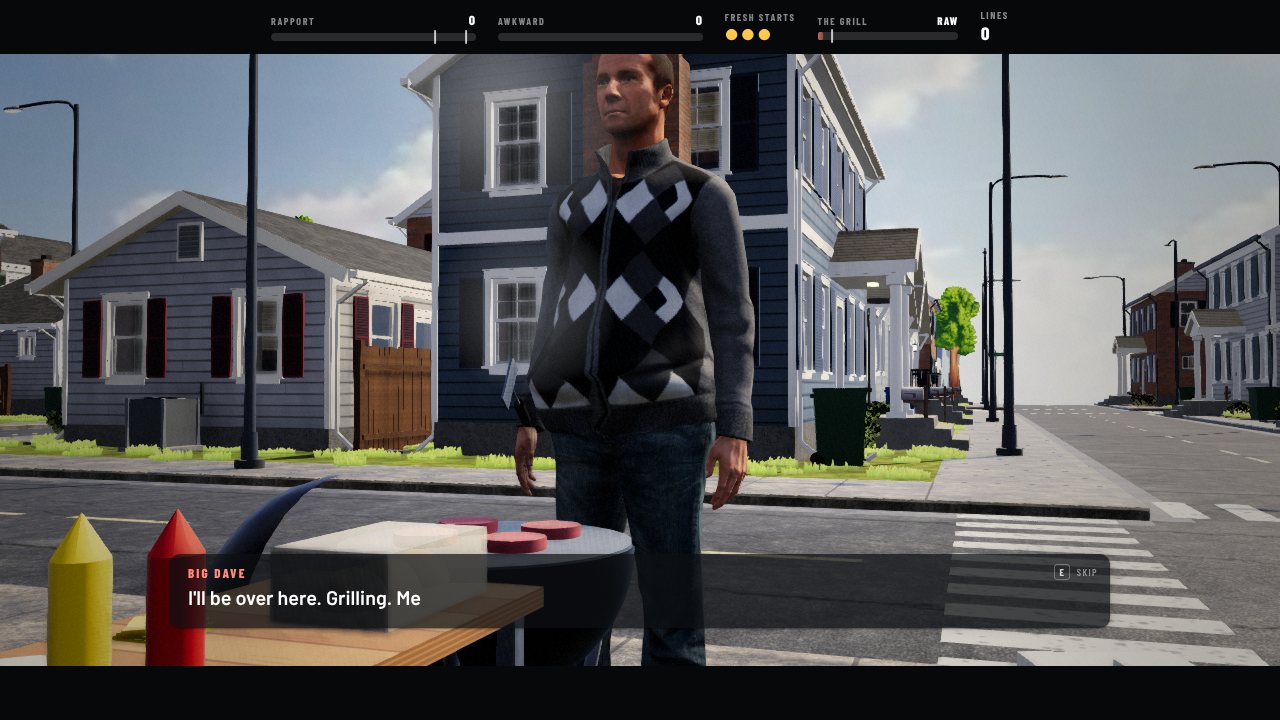 RAPPORT 0 AWKWARD 0 FRESH STARTS THE GRILL RAW LINES
0
BIG DAVE E SKIP
I'll be over here. Grilling. Me